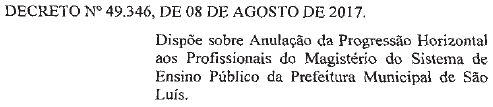 DECRETO Nº 49.346, DE 08 DE AGOSTO DE 2017.
Dispõe sobre Anulação da Progressão Horizontal
aos Profissionais do Magistério do Sistema de
Ensino Público da Prefeitura Municipal de São
Luís.